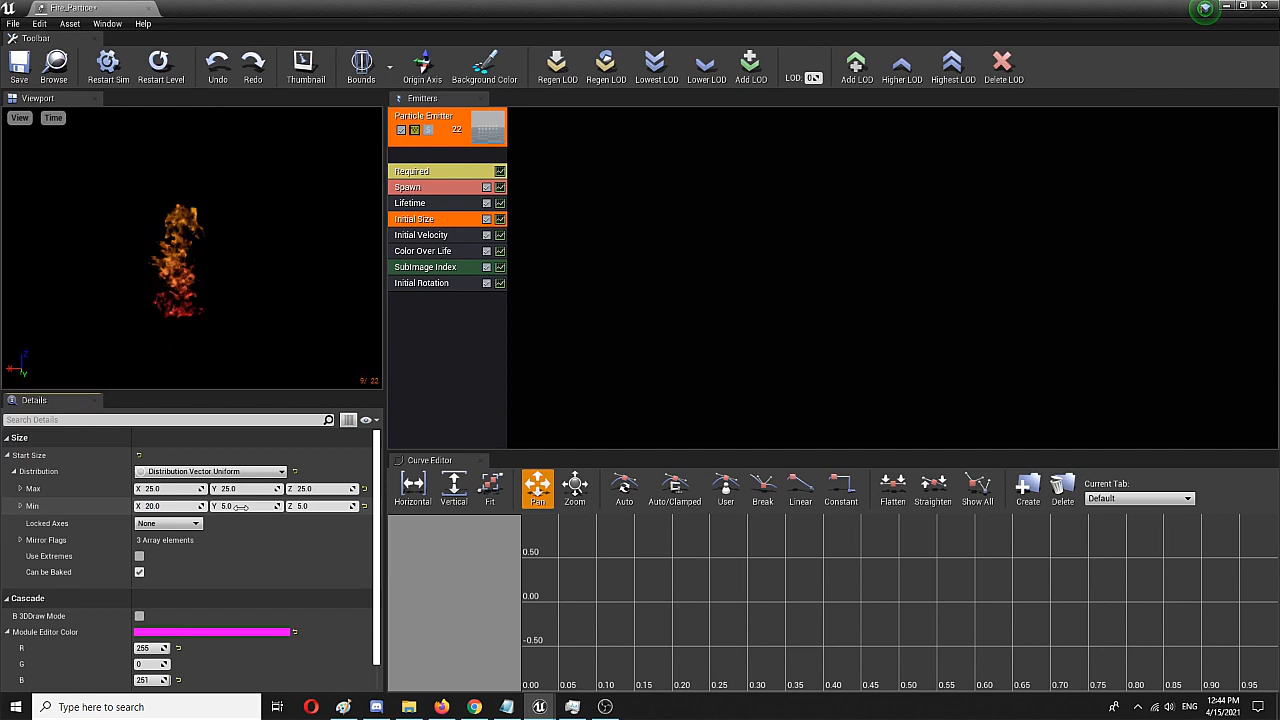 Fire_Partice*
File Edit Asset Window Help
Toolbar
Save Browse Restart Sim Restart Level Undo Redo Thumbnail Bounds Origin Axis Background Color Regen LOD Regen LOD Lowest LOD Lower LOD Add LOD LOD: 0 Add LOD Higher LOD Highest LOD Delete LOD
Viewport
Emitters
View Time
Particle Emitter
22
Required
Spawn
Lifetime
Initial Size
Initial Velocity
Color Over Life
SubImage Index
Initial Rotation
9/ 22
Details
Search Details
Size
Start Size
Distribution Distribution Vector Uniform
Max X 25.0 Y 25.0 Z 25.0
Min X 20.0 Y 5.0 Z 5.0
Locked Axes None
Mirror Flags 3 Array elements
Use Extremes
Can be Baked
Cascade
B 3DDraw Mode
Module Editor Color
R 255
G 0
B 251
Curve Editor
Horizontal Vertical Fit Pan Zoom Auto Auto/Clamped User Break Linear Constant Flatten Straighten Show All Create Delete
Current Tab:
Default
0.50
0.00
-0.50
0.00 0.05 0.10 0.15 0.20 0.25 0.30 0.35 0.40 0.45 0.50 0.55 0.60 0.65 0.70 0.75 0.80 0.85 0.90 0.95
Type here to search
ENG
12:44 PM
4/15/2021